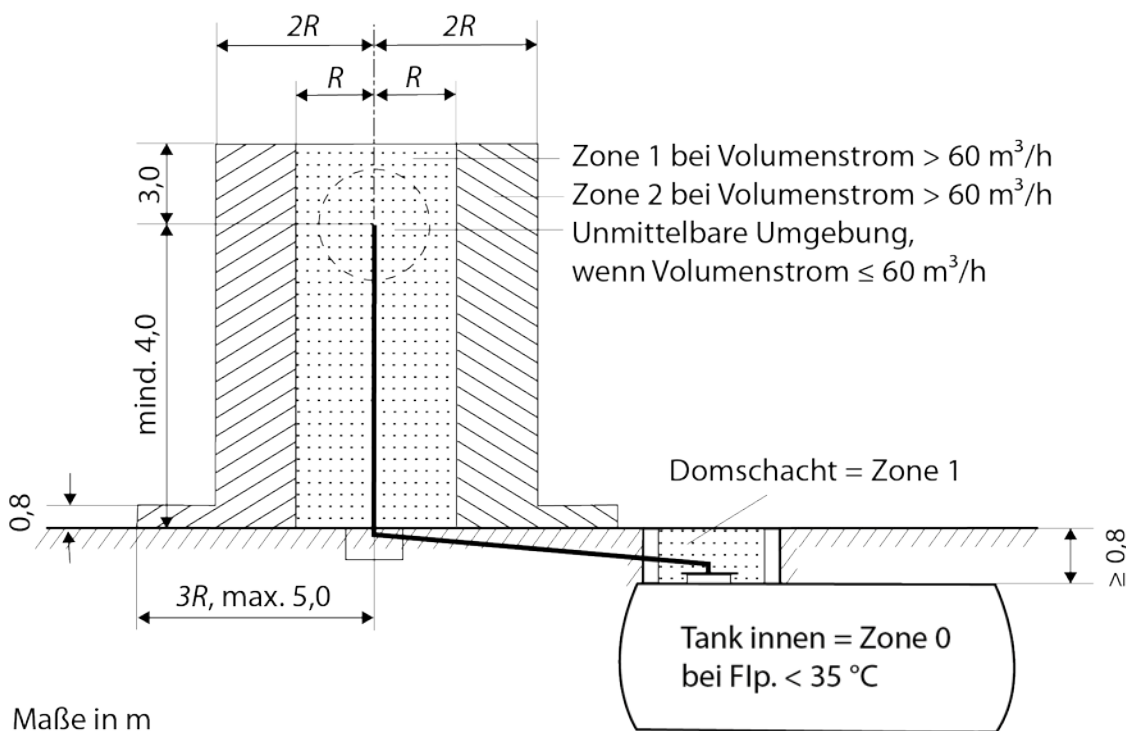 2R 2R
R R
3,0
Zone 1 bei Volumenstrom > 60 m³/h
Zone 2 bei Volumenstrom > 60 m³/h
Unmittelbare Umgebung,
wenn Volumenstrom ≤ 60 m³/h
mind. 4,0
Domschacht = Zone 1
0,8
≥ 0,8
3R, max. 5,0
Tank innen = Zone 0
bei Flp. < 35 °C
Maße in m